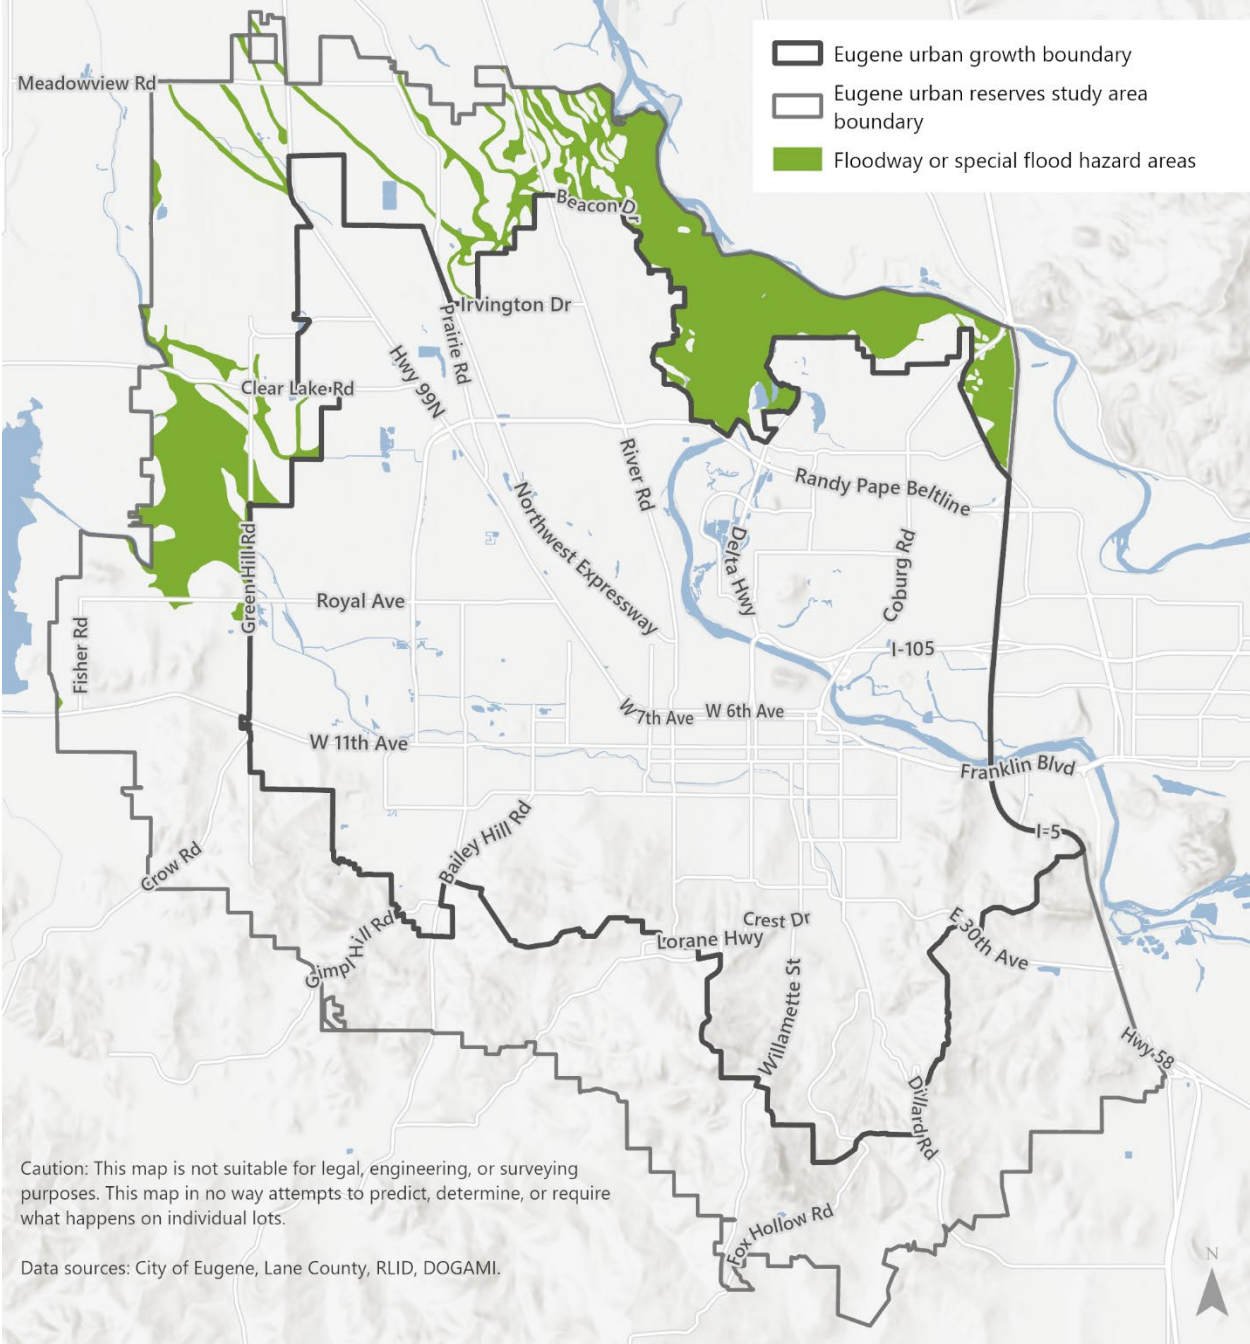 Eugene urban growth boundary
Eugene urban reserves study area
boundary
Floodway or special flood hazard areas
Meadowview Rd
Beacon Dr
Irvington Dr
Prairie Rd
Hwy 99N
Clear Lake Rd
River Rd
Randy Pape Beltline
Northwest Expressway
Delta Hwy
Coburg Rd
Green Hill Rd
Royal Ave
Fisher Rd
I-105
W 7th Ave
W 6th Ave
W 11th Ave
Franklin Blvd
I-5
Bailey Hill Rd
Crow Rd
Gimpl Hill Rd
Crest Dr
Lorane Hwy
E 30th Ave
Willamette St
Hwy 58
Dillard Rd
Fox Hollow Rd
Caution: This map is not suitable for legal, engineering, or surveying
purposes. This map in no way attempts to predict, determine, or require
what happens on individual lots.
Data sources: City of Eugene, Lane County, RLID, DOGAMI.
N